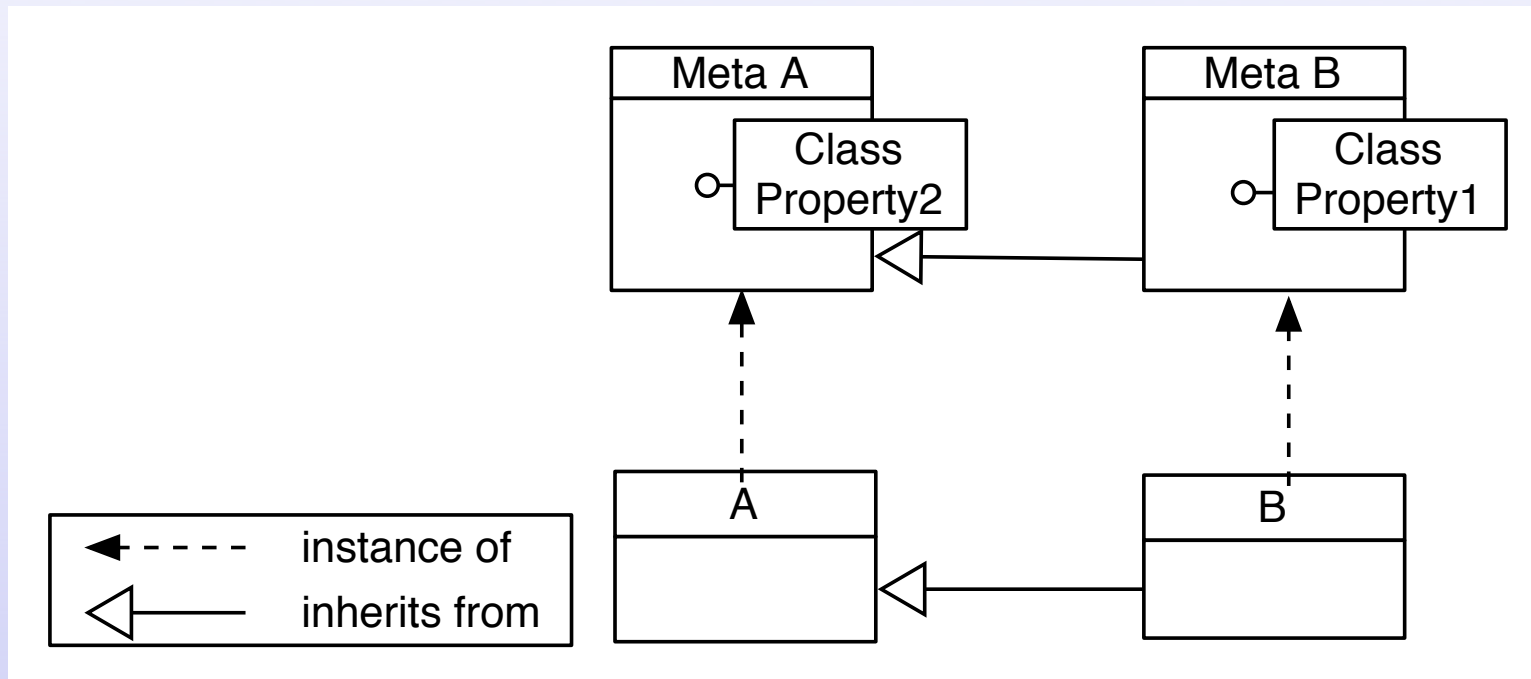 Meta A
Meta B
Class
Property2
Class
Property1
A
B
instance of
inherits from